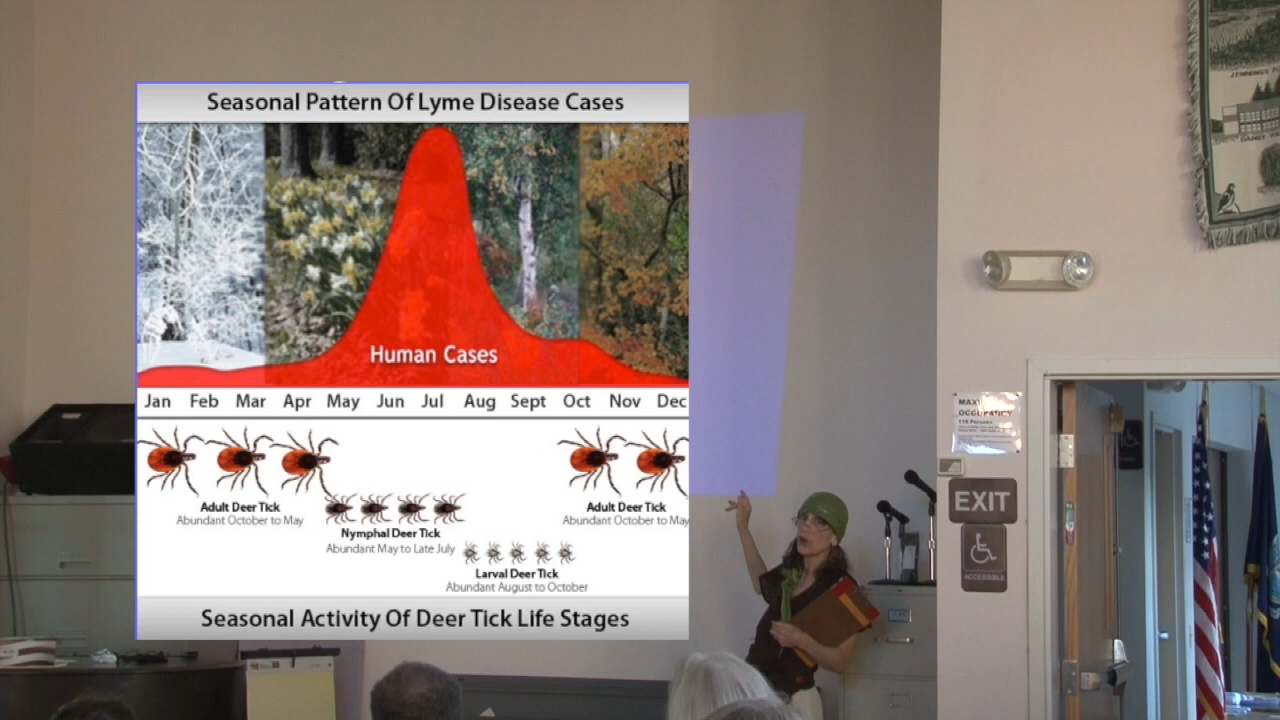 Seasonal Pattern Of Lyme Disease Cases
Human Cases
Jan Feb Mar Apr May Jun Jul Aug Sept Oct Nov Dec
Adult Deer Tick
Abundant October to May
Nymphal Deer Tick
Abundant May to Late July
Larval Deer Tick
Abundant August to October
Adult Deer Tick
Abundant October to May
Seasonal Activity Of Deer Tick Life Stages
OCCUPANCY
118 Persons
EXIT
ACCESSIBLE